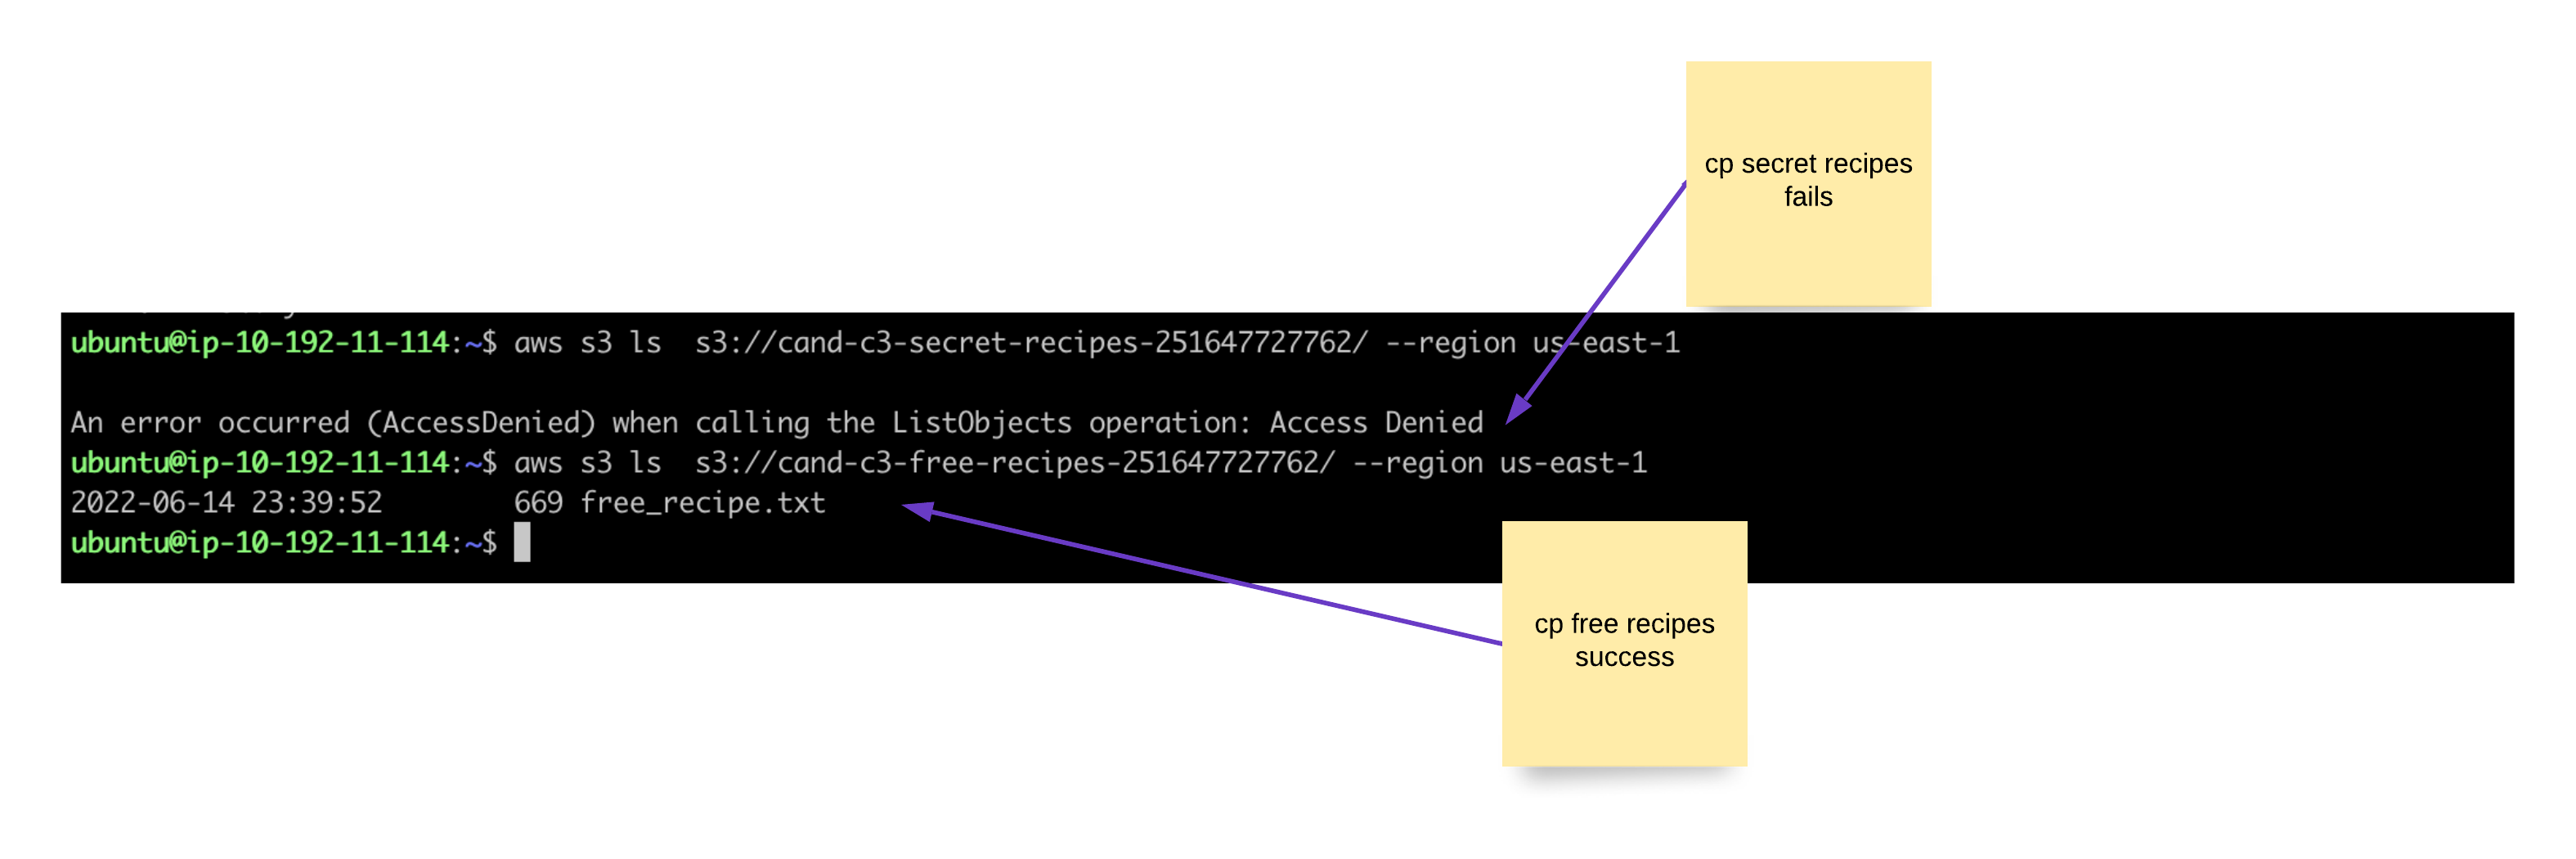 cp secret recipes
fails
ubuntu@ip-10-192-11-114:~$ aws s3 ls  s3://cand-c3-secret-recipes-251647727762/ --region us-east-1
An error occurred (AccessDenied) when calling the ListObjects operation: Access Denied
ubuntu@ip-10-192-11-114:~$ aws s3 ls  s3://cand-c3-free-recipes-251647727762/ --region us-east-1
2022-06-14 23:39:52        669 free_recipe.txt
ubuntu@ip-10-192-11-114:~$
cp free recipes
success